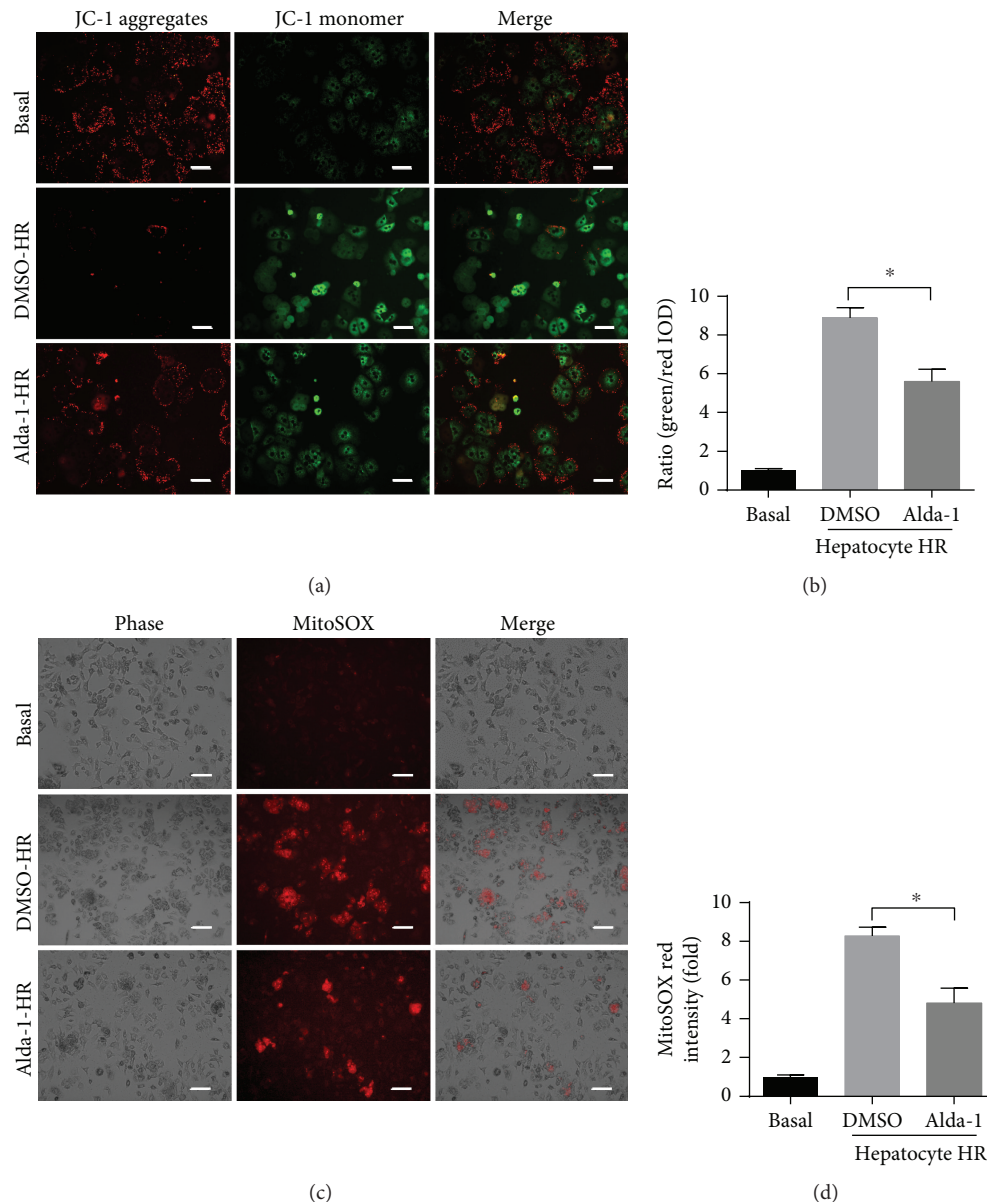 JC-1 aggregates JC-1 monomer Merge
Basal
DMSO-HR
Alda-1-HR
(a)
*
Ratio (green/red IOD)
10
8
6
4
2
0
Basal DMSO Alda-1
Hepatocyte HR
(b)
Phase MitoSOX Merge
Basal
DMSO-HR
Alda-1-HR
(c)
*
MitoSOX red
intensity (fold)
10
8
6
4
2
0
Basal DMSO Alda-1
Hepatocyte HR
(d)